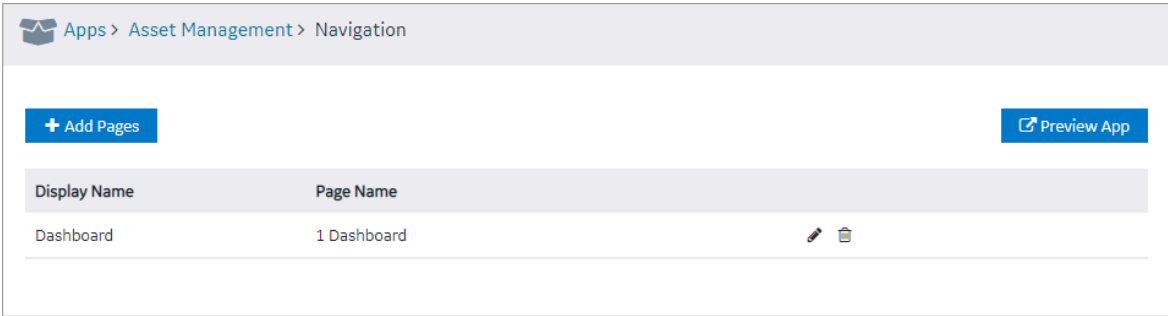 Apps > Asset Management > Navigation
+ Add Pages
Preview App
Display Name Page Name
Dashboard 1 Dashboard